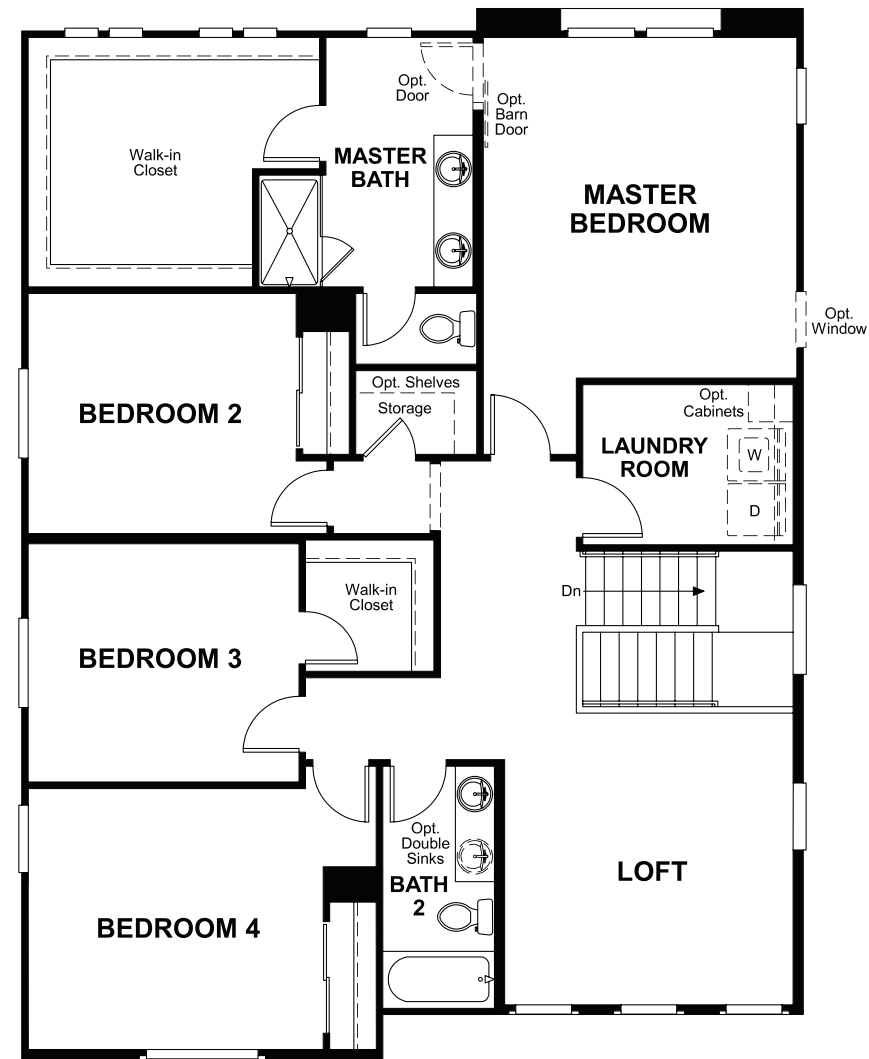 Opt.
Door
Opt.
Barn
Door
Walk-in
Closet
MASTER
BATH
MASTER
BEDROOM
Opt.
Window
Opt. Shelves
Storage
Opt.
Cabinets
BEDROOM 2
LAUNDRY
ROOM
W
D
Dn
Walk-in
Closet
BEDROOM 3
Opt.
Double
Sinks
BATH
2
LOFT
BEDROOM 4